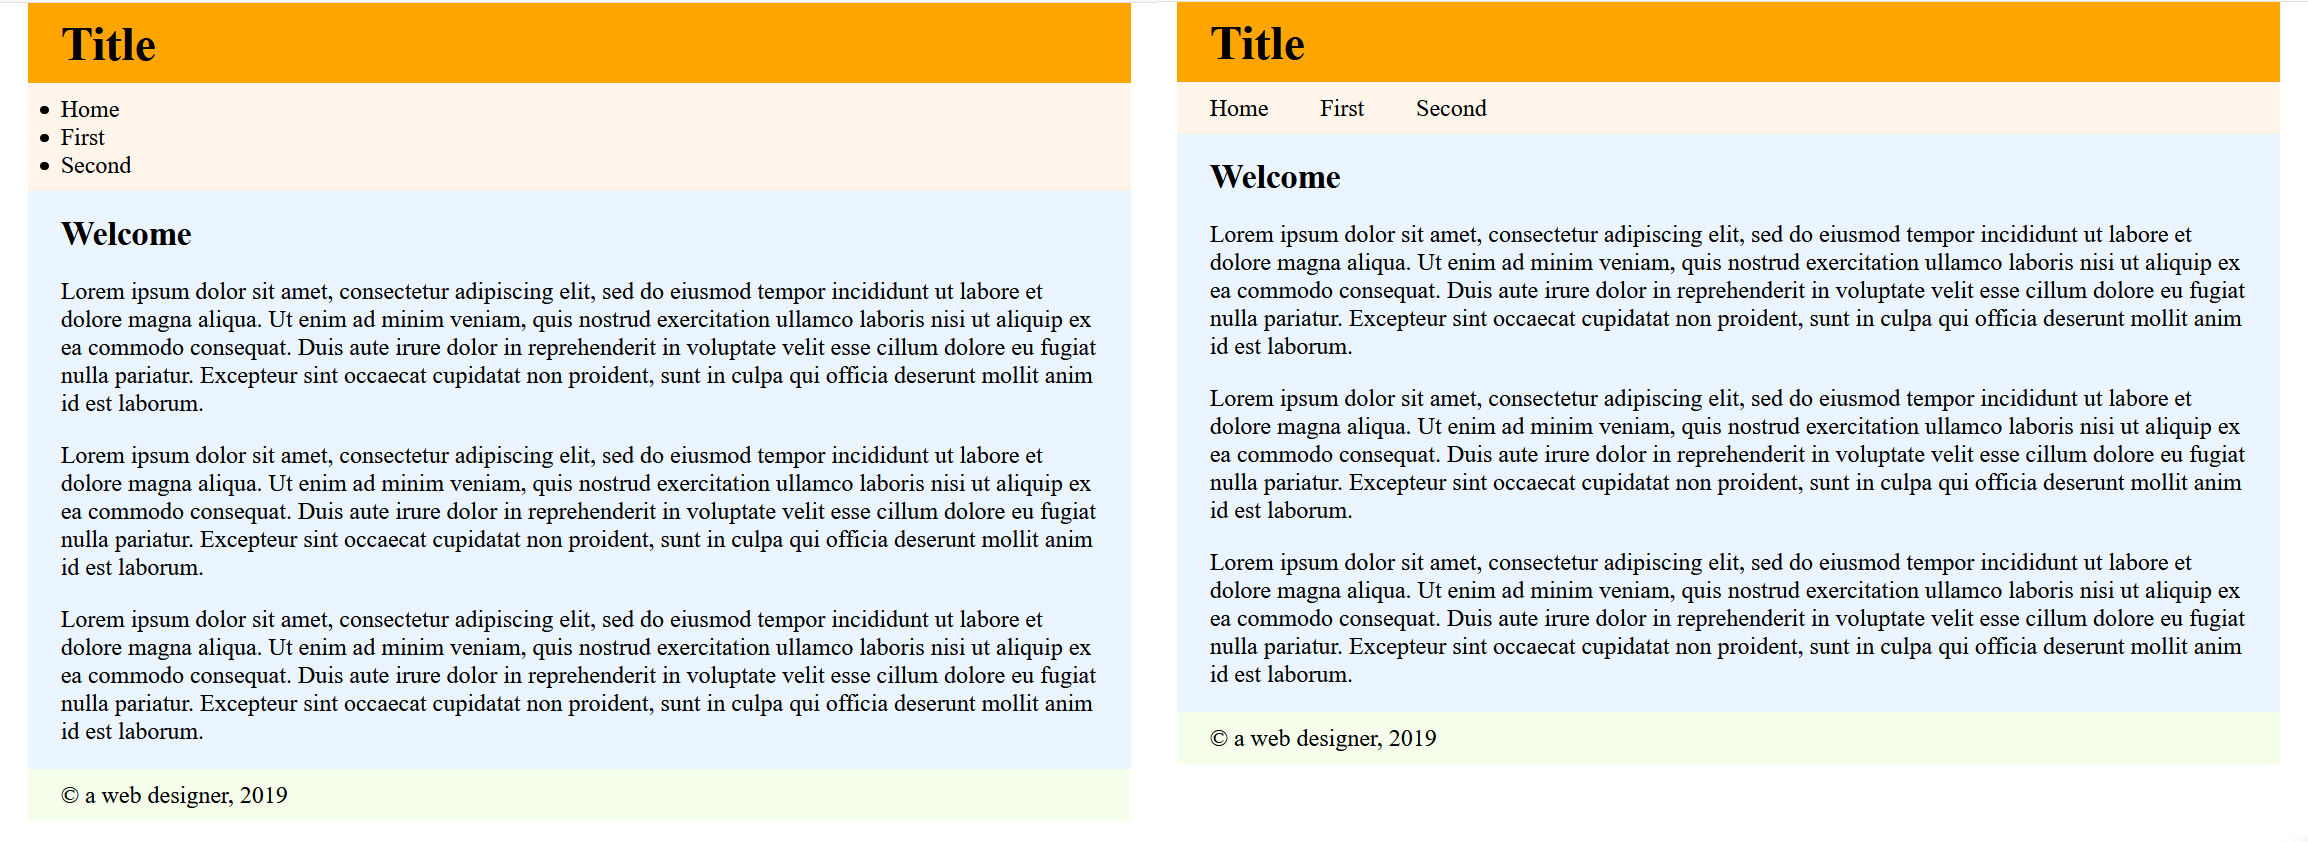 Title
• Home
• First
• Second
Welcome
Lorem ipsum dolor sit amet, consectetur adipiscing elit, sed do eiusmod tempor incididunt ut labore et
dolore magna aliqua. Ut enim ad minim veniam, quis nostrud exercitation ullamco laboris nisi ut aliquip ex
ea commodo consequat. Duis aute irure dolor in reprehenderit in voluptate velit esse cillum dolore eu fugiat
nulla pariatur. Excepteur sint occaecat cupidatat non proident, sunt in culpa qui officia deserunt mollit anim
id est laborum.
Lorem ipsum dolor sit amet, consectetur adipiscing elit, sed do eiusmod tempor incididunt ut labore et
dolore magna aliqua. Ut enim ad minim veniam, quis nostrud exercitation ullamco laboris nisi ut aliquip ex
ea commodo consequat. Duis aute irure dolor in reprehenderit in voluptate velit esse cillum dolore eu fugiat
nulla pariatur. Excepteur sint occaecat cupidatat non proident, sunt in culpa qui officia deserunt mollit anim
id est laborum.
Lorem ipsum dolor sit amet, consectetur adipiscing elit, sed do eiusmod tempor incididunt ut labore et
dolore magna aliqua. Ut enim ad minim veniam, quis nostrud exercitation ullamco laboris nisi ut aliquip ex
ea commodo consequat. Duis aute irure dolor in reprehenderit in voluptate velit esse cillum dolore eu fugiat
nulla pariatur. Excepteur sint occaecat cupidatat non proident, sunt in culpa qui officia deserunt mollit anim
id est laborum.
© a web designer, 2019
Title
Home First Second
Welcome
Lorem ipsum dolor sit amet, consectetur adipiscing elit, sed do eiusmod tempor incididunt ut labore et
dolore magna aliqua. Ut enim ad minim veniam, quis nostrud exercitation ullamco laboris nisi ut aliquip ex
ea commodo consequat. Duis aute irure dolor in reprehenderit in voluptate velit esse cillum dolore eu fugiat
nulla pariatur. Excepteur sint occaecat cupidatat non proident, sunt in culpa qui officia deserunt mollit anim
id est laborum.
Lorem ipsum dolor sit amet, consectetur adipiscing elit, sed do eiusmod tempor incididunt ut labore et
dolore magna aliqua. Ut enim ad minim veniam, quis nostrud exercitation ullamco laboris nisi ut aliquip ex
ea commodo consequat. Duis aute irure dolor in reprehenderit in voluptate velit esse cillum dolore eu fugiat
nulla pariatur. Excepteur sint occaecat cupidatat non proident, sunt in culpa qui officia deserunt mollit anim
id est laborum.
Lorem ipsum dolor sit amet, consectetur adipiscing elit, sed do eiusmod tempor incididunt ut labore et
dolore magna aliqua. Ut enim ad minim veniam, quis nostrud exercitation ullamco laboris nisi ut aliquip ex
ea commodo consequat. Duis aute irure dolor in reprehenderit in voluptate velit esse cillum dolore eu fugiat
nulla pariatur. Excepteur sint occaecat cupidatat non proident, sunt in culpa qui officia deserunt mollit anim
id est laborum.
© a web designer, 2019